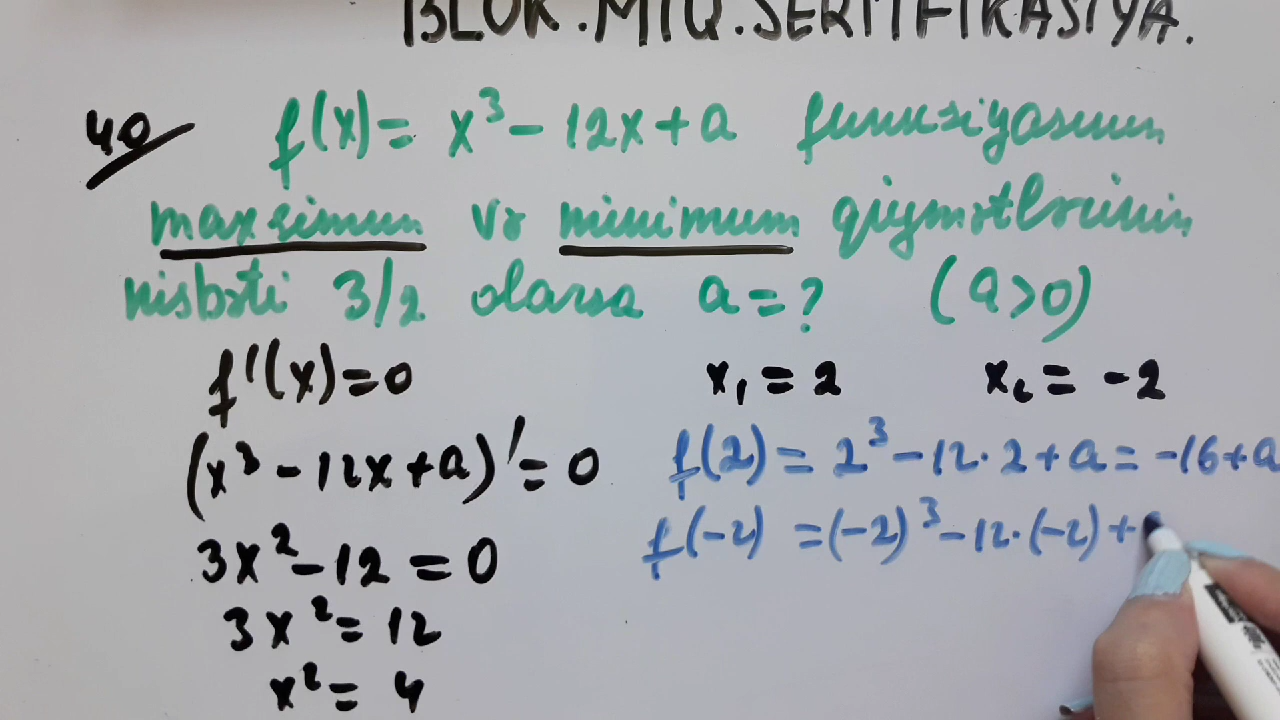 BLOK.MIQ.SERTIFIKASIYA.
40 f(x) = x³ - 12x + a funksiyasının
maksimum və minimum qiymətlərinin
nisbəti 3/2 olarsa a = ? (a>0)
f'(x) = 0
(x³ - 12x + a)' = 0
3x² - 12 = 0
3x² = 12
x² = 4
x₁ = 2 x₂ = -2
f(2) = 2³ - 12·2 + a = -16 + a
f(-2) = (-2)³ - 12·(-2) +